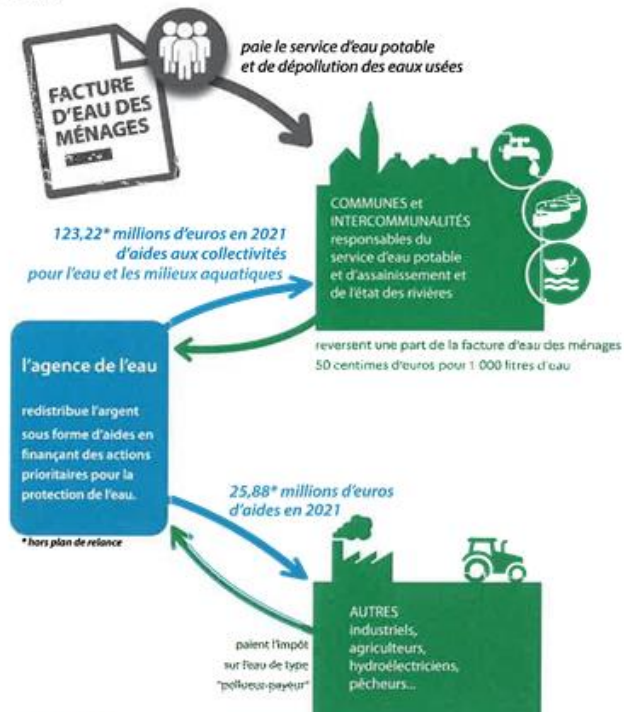 FACTURE
D'EAU DES
MÉNAGES
paie le service d'eau potable
et de dépollution des eaux usées
COMMUNES et
INTERCOMMUNALITÉS
responsables du
service d'eau potable
et d'assainissement et
de l'état des rivières
123,22* millions d'euros en 2021
d'aides aux collectivités
pour l'eau et les milieux aquatiques
reversent une part de la facture d'eau des ménages
50 centimes d'euros pour 1 000 litres d'eau
l'agence de l'eau
redistribue l'argent
sous forme d'aides en
finançant des actions
prioritaires pour la
protection de l'eau.
* hors plan de relance
25,88* millions d'euros
d'aides en 2021
paient l'impôt
sur l'eau de type
"pollueur-payeur"
AUTRES
industriels,
agriculteurs,
hydroélectriciens,
pêcheurs...